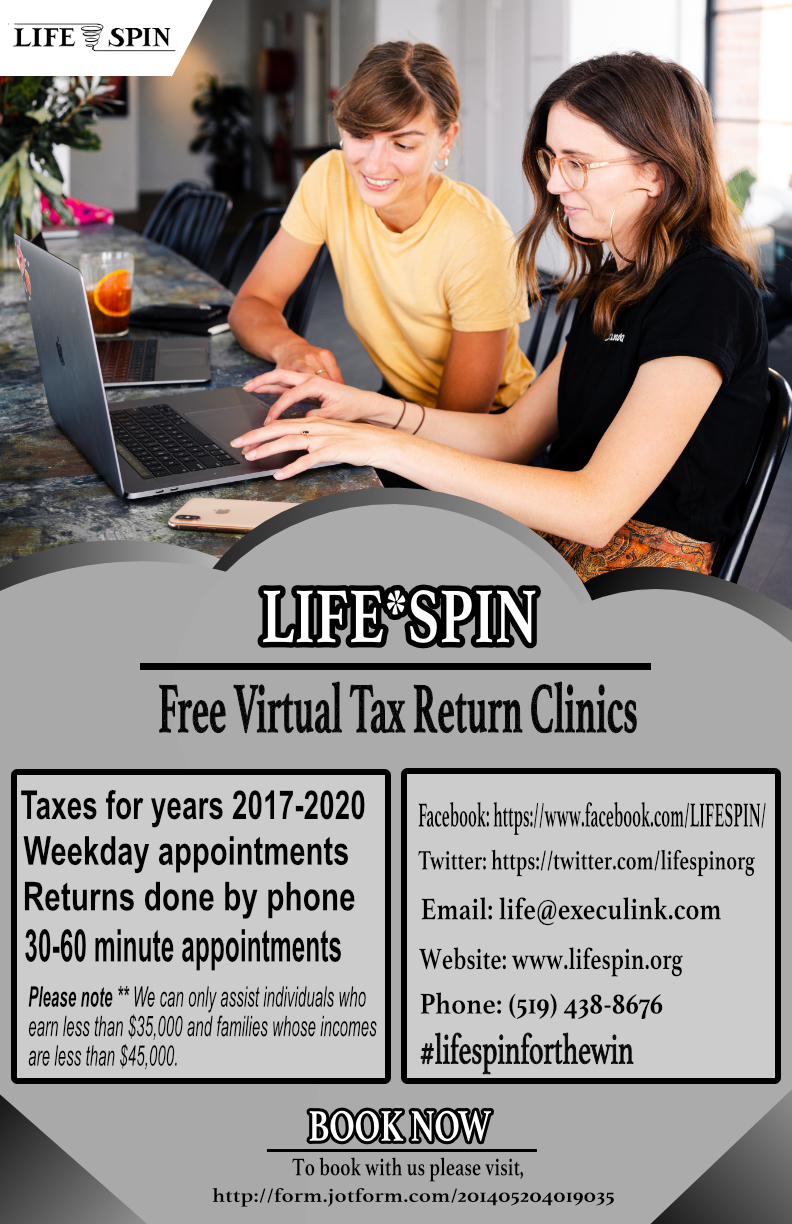 LIFE SPIN
LIFE*SPIN
Free Virtual Tax Return Clinics
Taxes for years 2017-2020
Weekday appointments
Returns done by phone
30-60 minute appointments
Please note ** We can only assist individuals who
earn less than $35,000 and families whose incomes
are less than $45,000.
Facebook: https://www.facebook.com/LIFESPIN/
Twitter: https://twitter.com/lifespinorg
Email: life@execulink.com
Website: www.lifespin.org
Phone: (519) 438-8676
#lifespinforthewin
BOOK NOW
To book with us please visit,
http://form.jotform.com/201405204019035